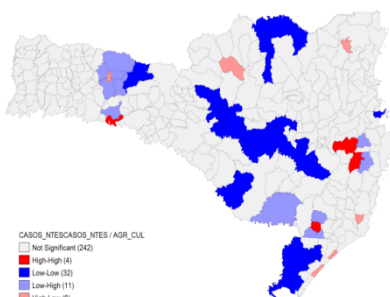 CASOS_NTESCASOS_NTES / AGR_CUL
Not Significant (242)
High-High (4)
Low-Low (32)
Low-High (11)